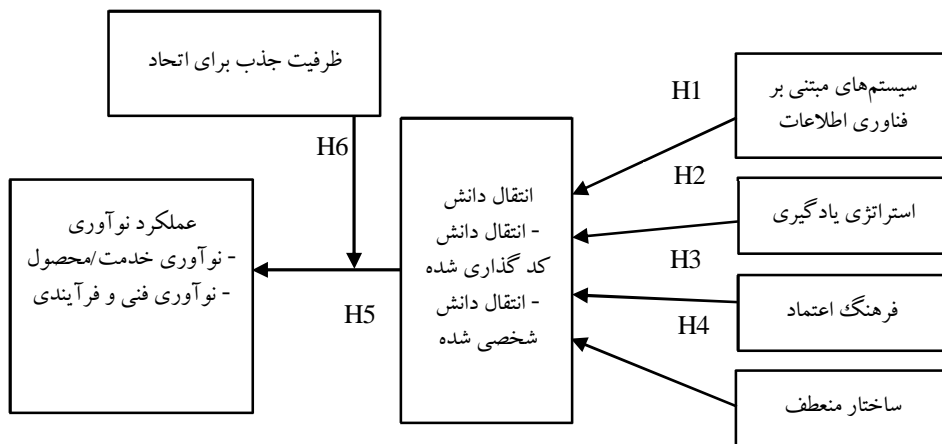 ظرفیت جذب برای اتحاد
سیستم‌های مبتنی بر
فناوری اطلاعات
H1
H6
H2
انتقال دانش
- انتقال دانش
کد گذاری شده
- انتقال دانش
شخصی شده
استراتژی یادگیری
عملکرد نوآوری
- نوآوری خدمت/محصول
- نوآوری فنی و فرآیندی
H3
فرهنگ اعتماد
H5
H4
ساختار منعطف